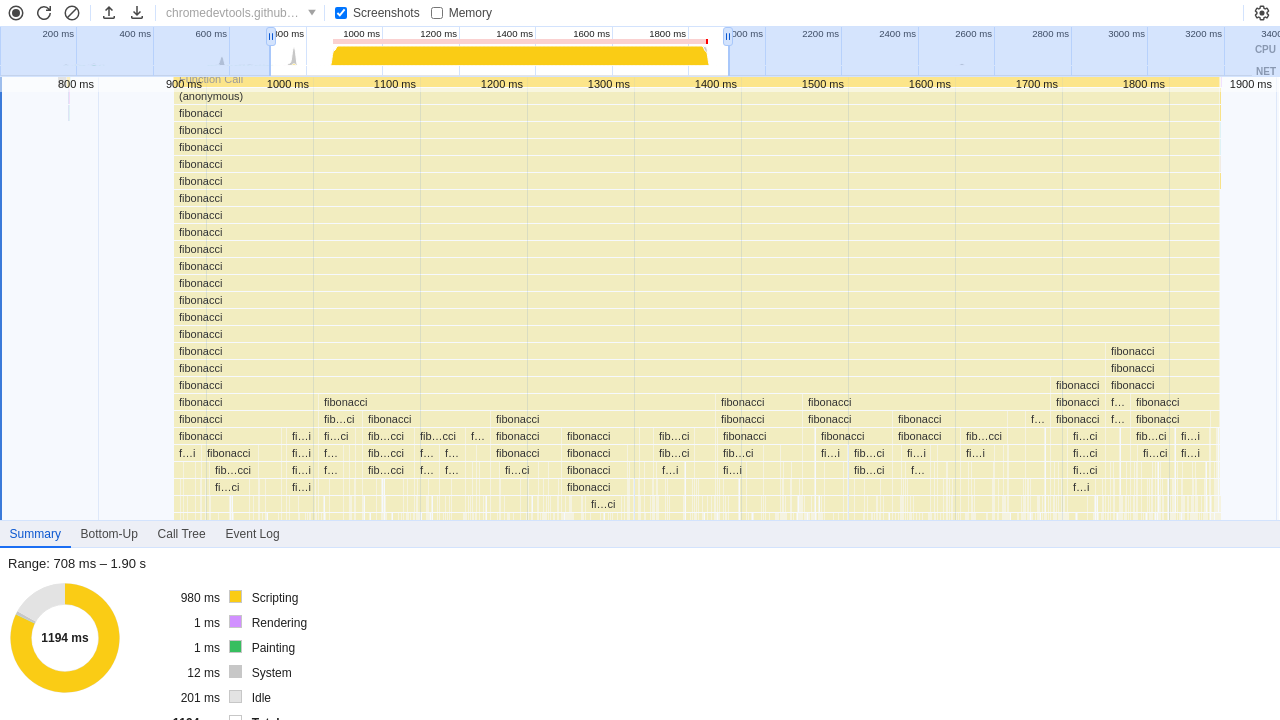 chromedevtools.github… Screenshots Memory
200 ms 400 ms 600 ms 1000 ms 1200 ms 1400 ms 1600 ms 1800 ms 2200 ms 2400 ms 2600 ms 2800 ms 3000 ms 3200 ms
CPU
NET
Function Call
800 ms 900 ms 1000 ms 1100 ms 1200 ms 1300 ms 1400 ms 1500 ms 1600 ms 1700 ms 1800 ms 1900 ms
(anonymous)
fibonacci
fibonacci
fibonacci
fibonacci
fibonacci
fibonacci
fibonacci
fibonacci
fibonacci
fibonacci
fibonacci
fibonacci
fibonacci
fibonacci
fibonacci fibonacci
fibonacci fibonacci
fibonacci fibonacci fibonacci
fibonacci fibonacci fibonacci fibonacci fibonacci f… fibonacci
fibonacci fib…ci fibonacci fibonacci fibonacci fibonacci fibonacci f… fibonacci f… fibonacci
fibonacci fi…i fi…ci fib…cci fib…cci f… fibonacci fibonacci fib…ci fibonacci fibonacci fibonacci fib…cci fi…ci fib…ci fi…i
f…i fibonacci fi…i f… fib…cci f… f… fibonacci fibonacci fib…ci fib…ci fi…i fib…ci fi…i fi…i fi…ci fi…ci fi…i
fib…cci fi…i f… fib…cci f… f… fi…ci fibonacci f…i fi…i fib…ci f… fi…ci
fi…ci fi…i fibonacci f…i
fi…ci
Summary Bottom-Up Call Tree Event Log
Range: 708 ms – 1.90 s
1194 ms
980 ms Scripting
1 ms Rendering
1 ms Painting
12 ms System
201 ms Idle